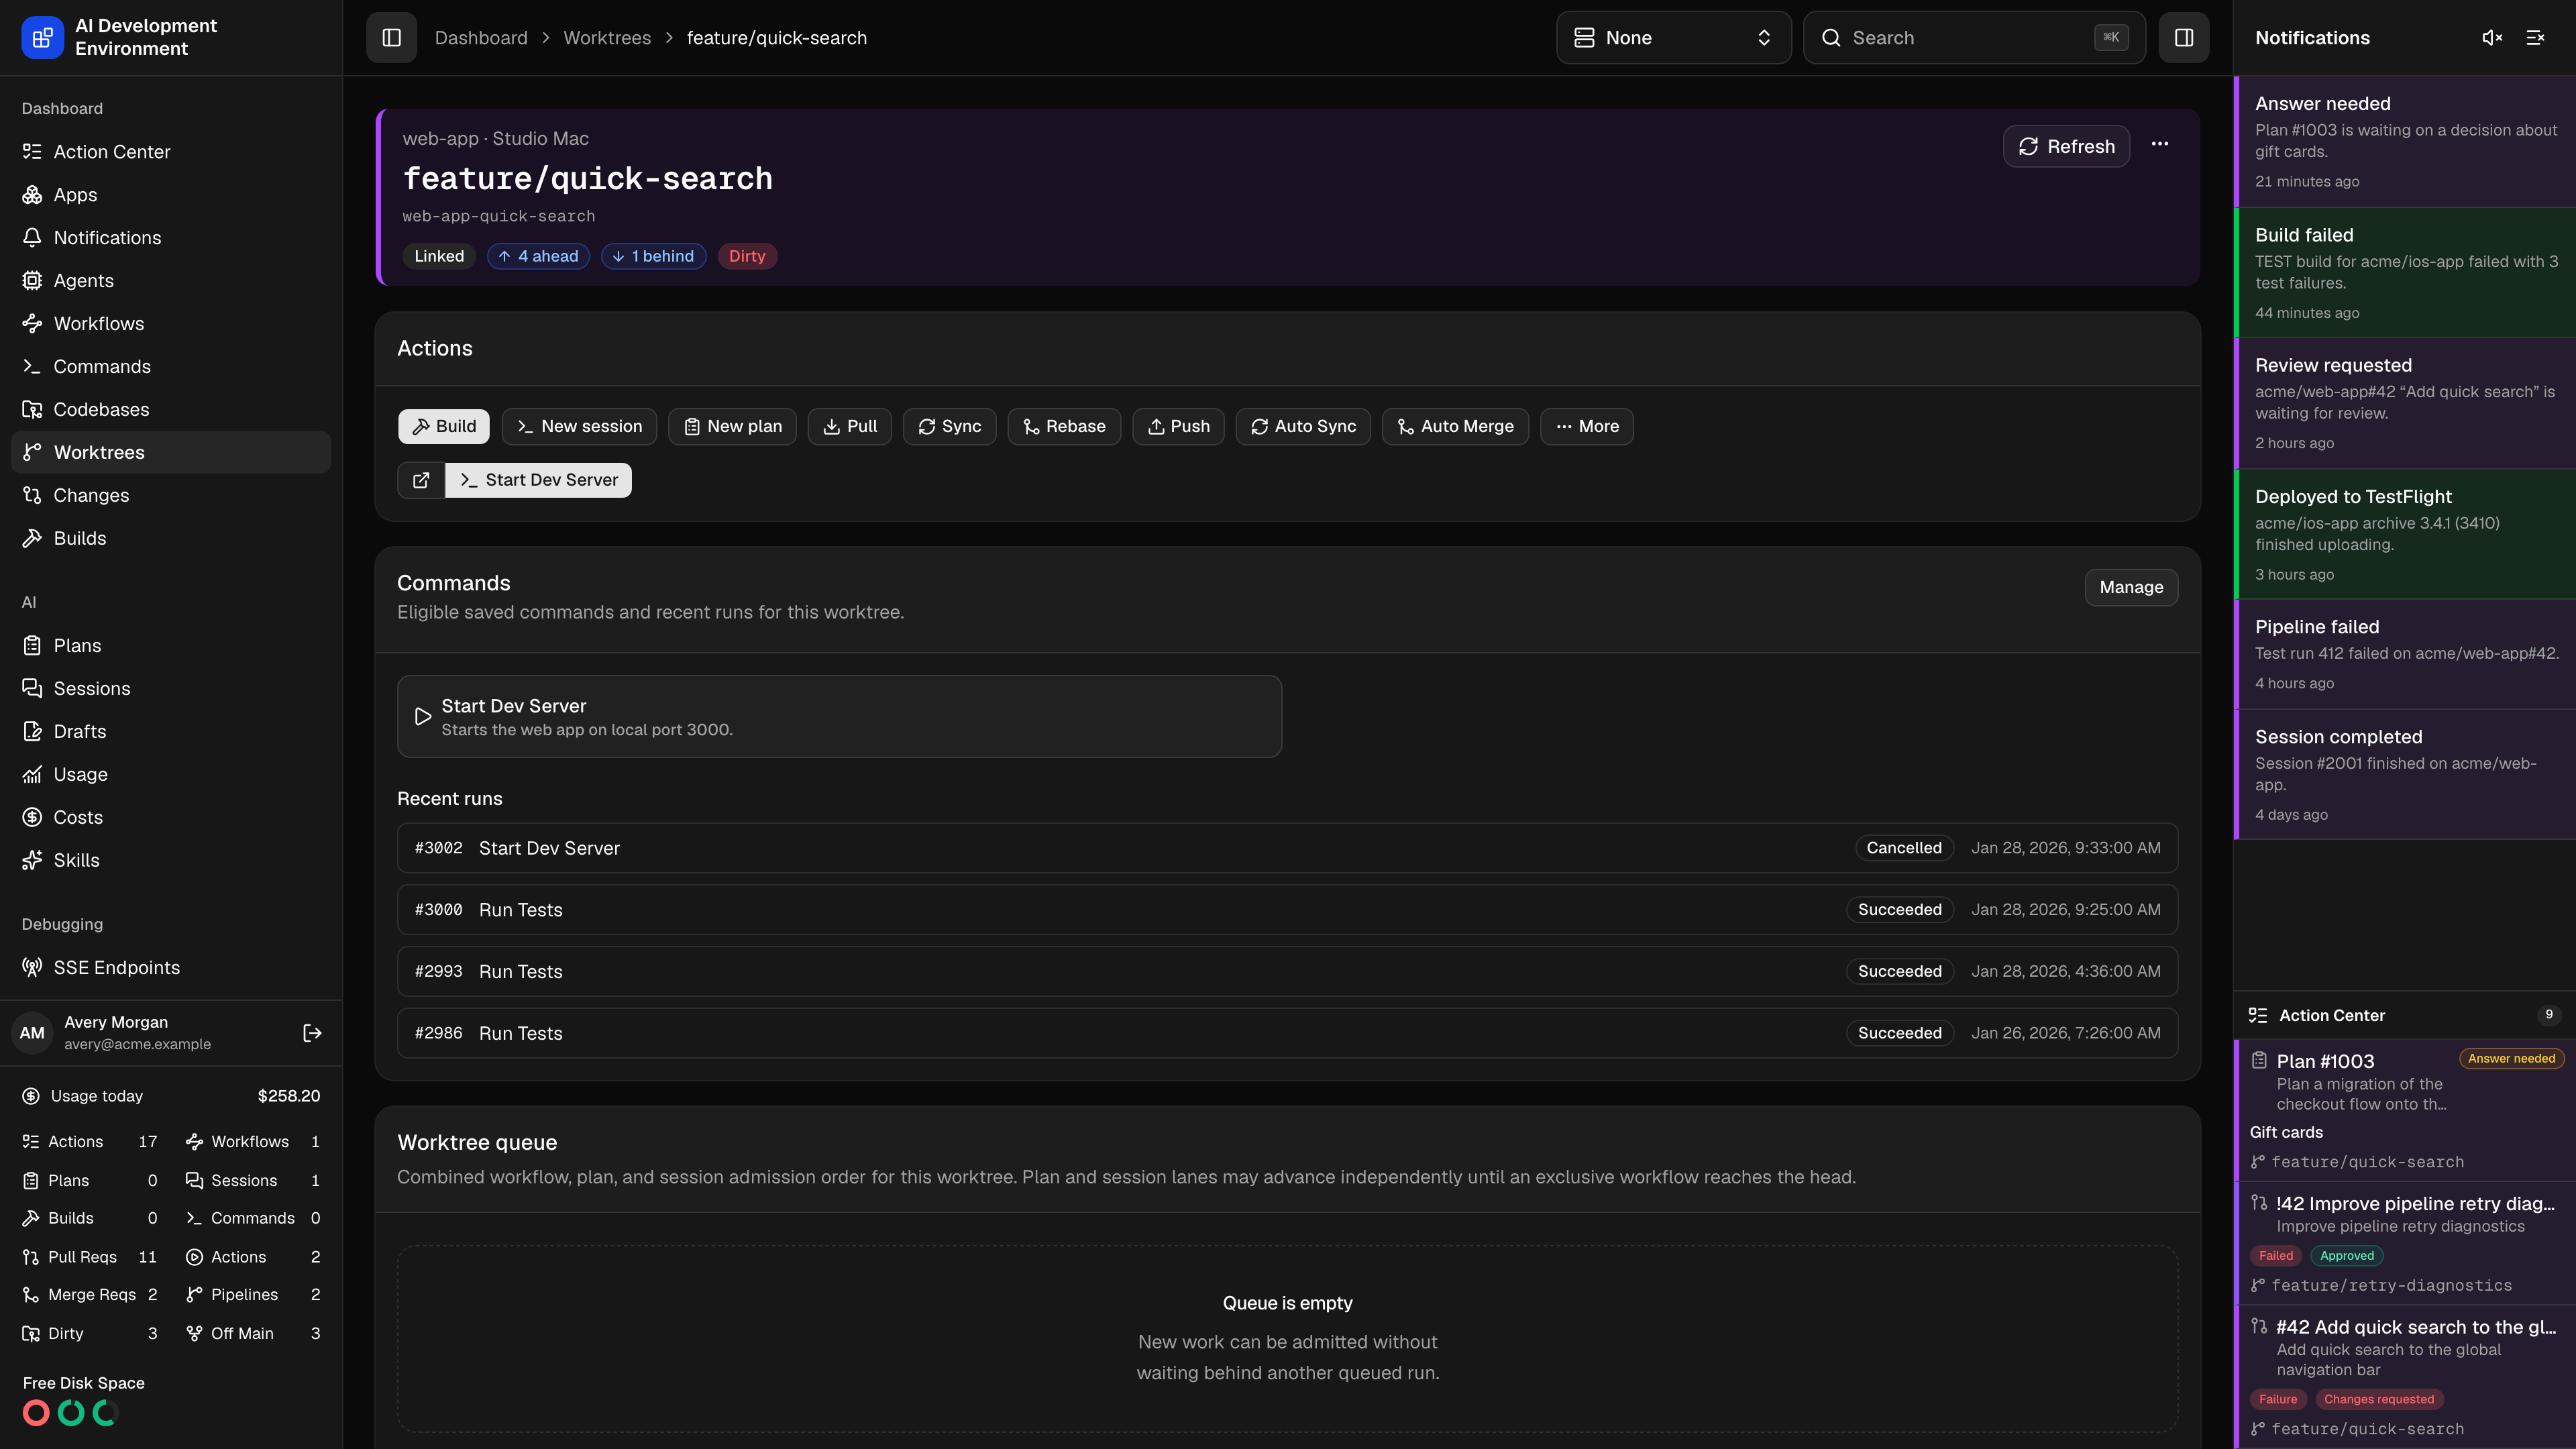 AI Development
Environment
Dashboard
Action Center
Apps
Notifications
Agents
Workflows
Commands
Codebases
Worktrees
Changes
Builds
AI
Plans
Sessions
Drafts
Usage
Costs
Skills
Debugging
SSE Endpoints
AM
Avery Morgan
avery@acme.example
Usage today $258.20
Actions 17 Workflows 1
Plans 0 Sessions 1
Builds 0 Commands 0
Pull Reqs 11 Actions 2
Merge Reqs 2 Pipelines 2
Dirty 3 Off Main 3
Free Disk Space
Dashboard > Worktrees > feature/quick-search
None
Search ⌘K
web-app · Studio Mac
feature/quick-search
web-app-quick-search
Linked ↑ 4 ahead ↓ 1 behind Dirty
Refresh
Actions
Build New session New plan Pull Sync Rebase Push Auto Sync Auto Merge More
Start Dev Server
Commands
Eligible saved commands and recent runs for this worktree.
Manage
Start Dev Server
Starts the web app on local port 3000.
Recent runs
#3002 Start Dev Server Cancelled Jan 28, 2026, 9:33:00 AM
#3000 Run Tests Succeeded Jan 28, 2026, 9:25:00 AM
#2993 Run Tests Succeeded Jan 28, 2026, 4:36:00 AM
#2986 Run Tests Succeeded Jan 26, 2026, 7:26:00 AM
Worktree queue
Combined workflow, plan, and session admission order for this worktree. Plan and session lanes may advance independently until an exclusive workflow reaches the head.
Queue is empty
New work can be admitted without
waiting behind another queued run.
Notifications
Answer needed
Plan #1003 is waiting on a decision about
gift cards.
21 minutes ago
Build failed
TEST build for acme/ios-app failed with 3
test failures.
44 minutes ago
Review requested
acme/web-app#42 “Add quick search” is
waiting for review.
2 hours ago
Deployed to TestFlight
acme/ios-app archive 3.4.1 (3410)
finished uploading.
3 hours ago
Pipeline failed
Test run 412 failed on acme/web-app#42.
4 hours ago
Session completed
Session #2001 finished on acme/web-
app.
4 days ago
Action Center 9
Plan #1003 Answer needed
Plan a migration of the
checkout flow onto th...
Gift cards
feature/quick-search
!42 Improve pipeline retry diag...
Improve pipeline retry diagnostics
Failed Approved
feature/retry-diagnostics
#42 Add quick search to the gl...
Add quick search to the global
navigation bar
Failure Changes requested
feature/quick-search